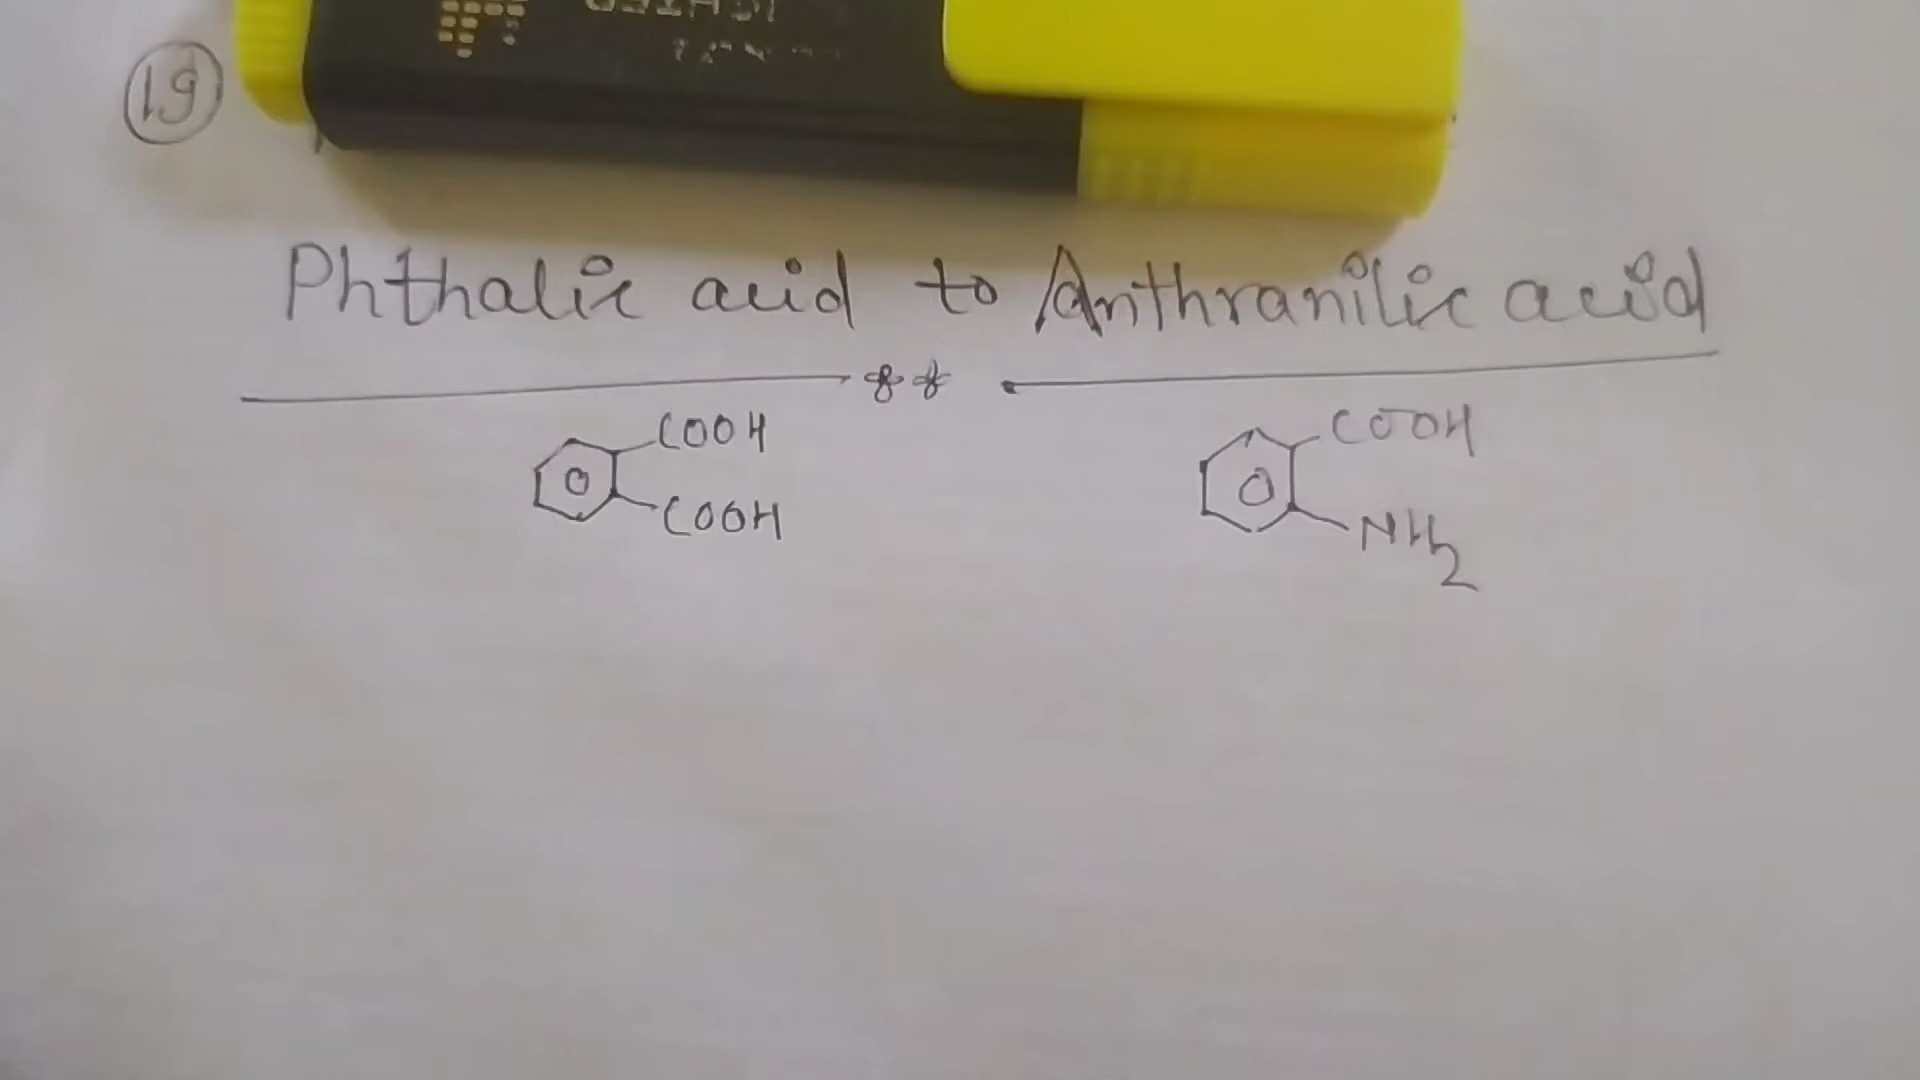 19
Phthalic acid to Anthranilic acid
COOH
COOH
COOH
NH2